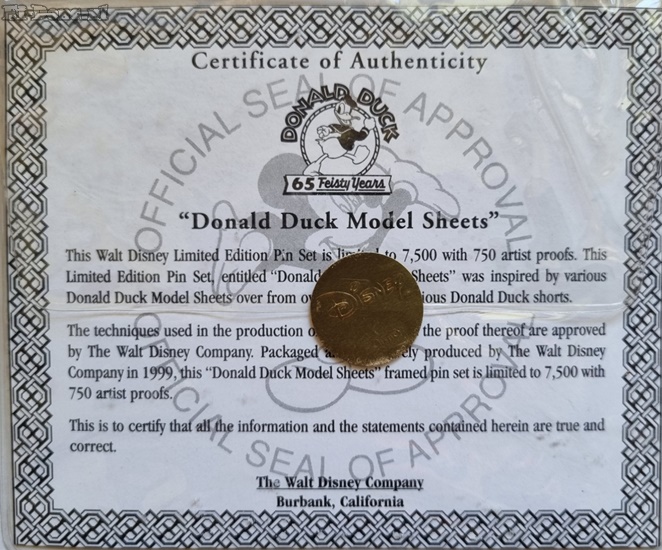 Certificate of Authenticity
OFFICIAL SEAL OF APPROVAL
DONALD DUCK
65 Feisty Years
"Donald Duck Model Sheets"
This Walt Disney Limited Edition Pin Set is to 7,500 with 750 artist proofs. This
Limited Edition Pin Set, entitled "Donald Sheets" was inspired by various
Donald Duck Model Sheets over from Donald Duck shorts.
The techniques used in the production the proof thereof are approved
by The Walt Disney Company. Packaged produced by The Walt Disney
Company in 1999, this "Donald Duck Model Sheets" framed pin set is limited to 7,500 with
750 artist proofs.
DISNEY
This is to certify that all the information and the statements contained herein are true and
correct.
OFFICIAL SEAL OF APPROVAL
The Walt Disney Company
Burbank, California